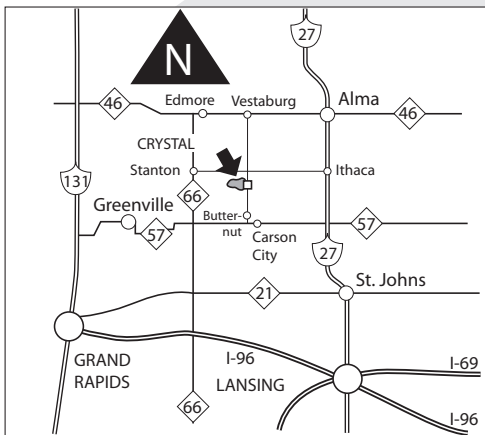 27
N
46
Edmore
Vestaburg
Alma
46
CRYSTAL
Stanton
Ithaca
131
66
Greenville
Butter-
nut
57
Carson
City
57
27
21
St. Johns
GRAND
RAPIDS
I-96
LANSING
I-69
66
I-96